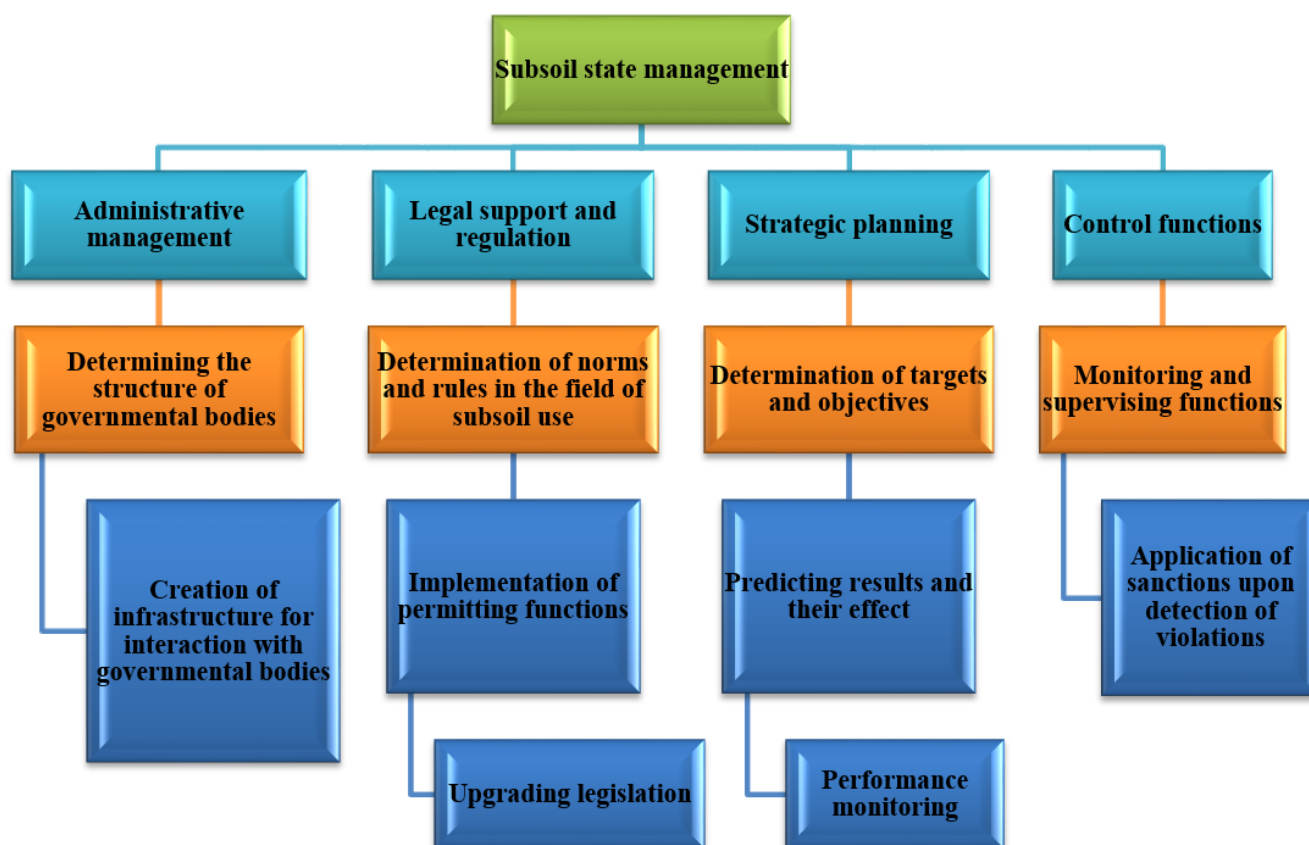 Subsoil state management
Administrative
management
Legal support and
regulation
Strategic planning
Control functions
Determining the
structure of
governmental bodies
Determination of norms
and rules in the field of
subsoil use
Determination of targets
and objectives
Monitoring and
supervising functions
Creation of
infrastructure for
interaction with
governmental bodies
Implementation of
permitting functions
Predicting results and
their effect
Application of
sanctions upon
detection of
violations
Upgrading legislation
Performance
monitoring